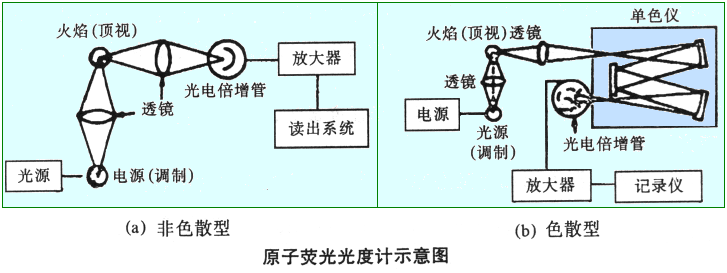 火焰(顶视)
放大器
光电倍增管
透镜
读出系统
光源
电源(调制)
(a) 非色散型
单色仪
火焰(顶视)透镜
透镜
电源
光源
(调制)
光电倍增管
放大器
记录仪
(b) 色散型
原子荧光光度计示意图